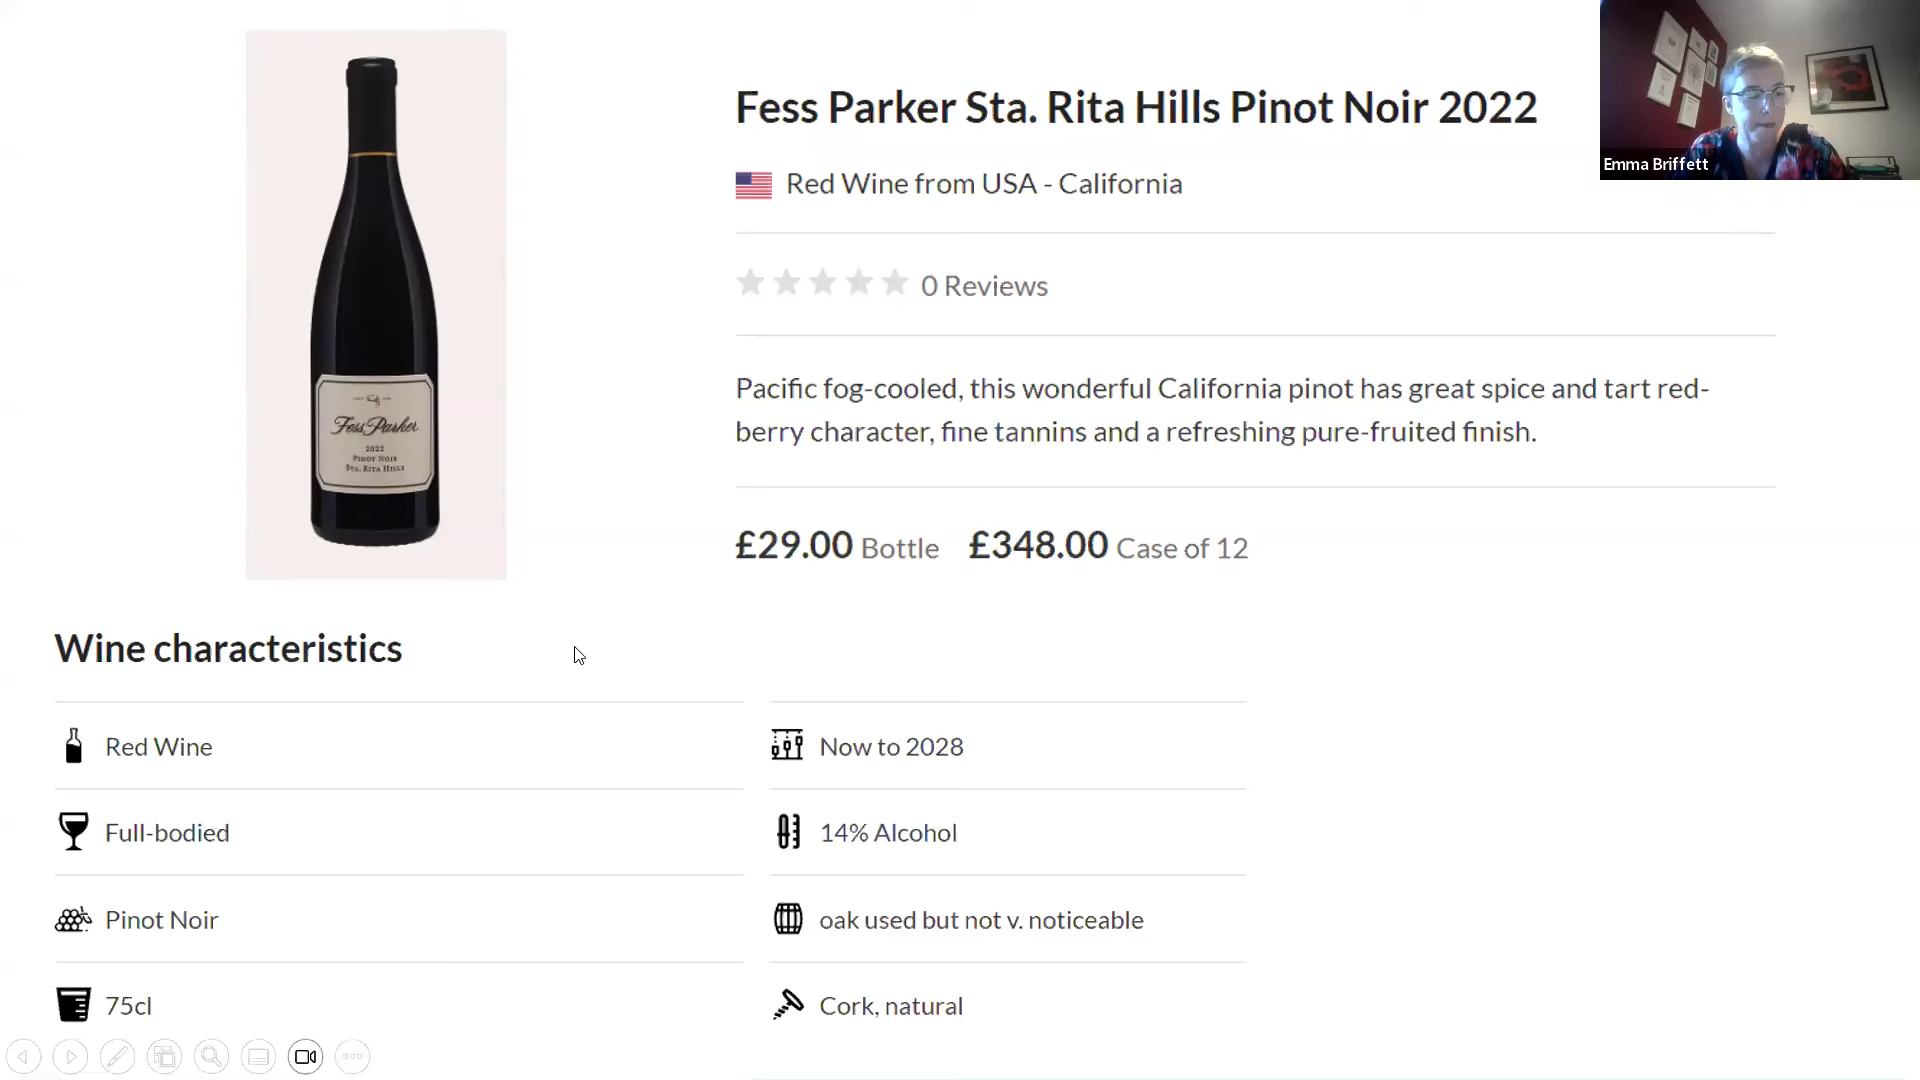 Fess Parker Sta. Rita Hills Pinot Noir 2022
Red Wine from USA - California
0 Reviews
Pacific fog-cooled, this wonderful California pinot has great spice and tart red-
berry character, fine tannins and a refreshing pure-fruited finish.
£29.00 Bottle £348.00 Case of 12
Emma Briffett
Fess Parker
2022
PINOT NOIR
STA. RITA HILLS
Wine characteristics
Red Wine
Now to 2028
Full-bodied
14% Alcohol
Pinot Noir
oak used but not v. noticeable
75cl
Cork, natural